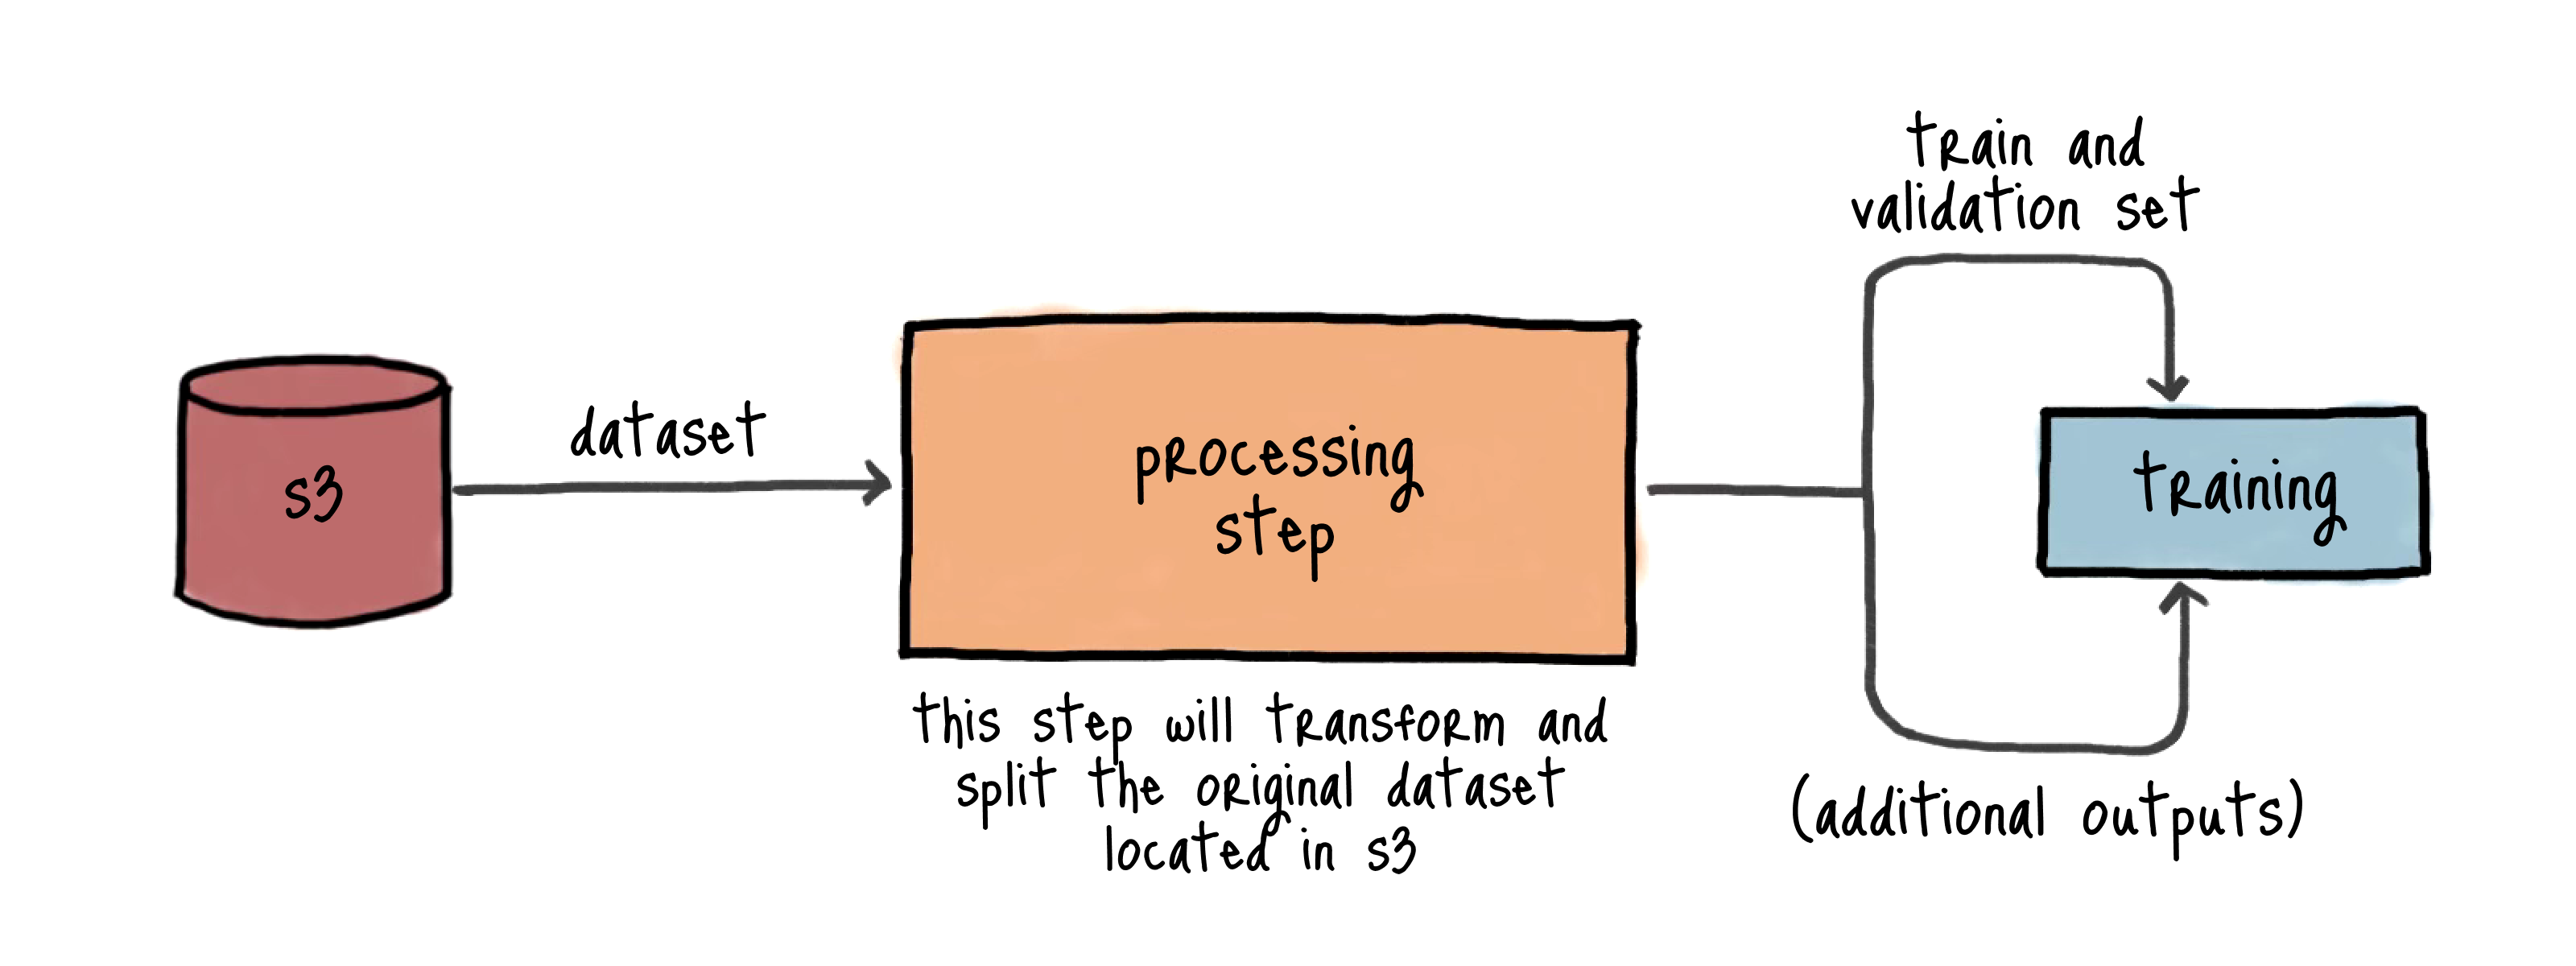 train and
validation set
dataset
s3
processing
step
training
this step will transform and
split the original dataset
located in s3
(additional outputs)